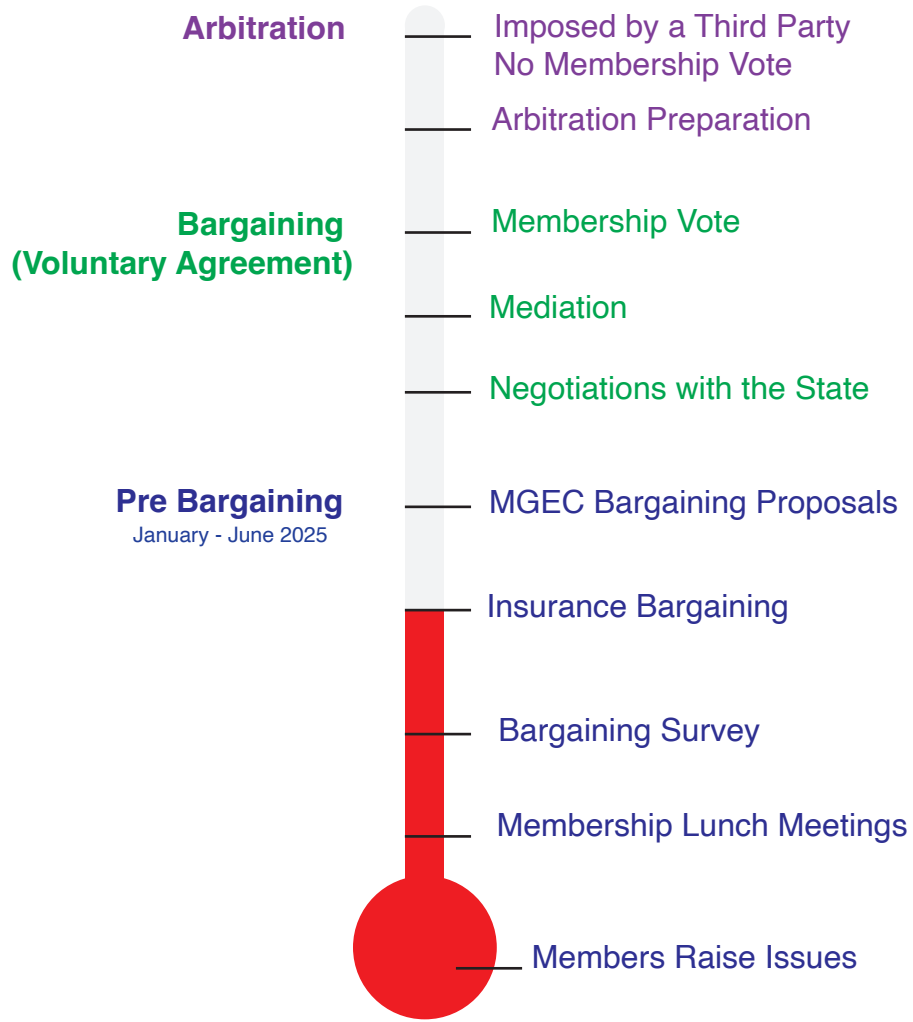 Arbitration
Imposed by a Third Party
No Membership Vote
Arbitration Preparation
Bargaining
(Voluntary Agreement)
Membership Vote
Mediation
Negotiations with the State
Pre Bargaining
January - June 2025
MGEC Bargaining Proposals
Insurance Bargaining
Bargaining Survey
Membership Lunch Meetings
Members Raise Issues